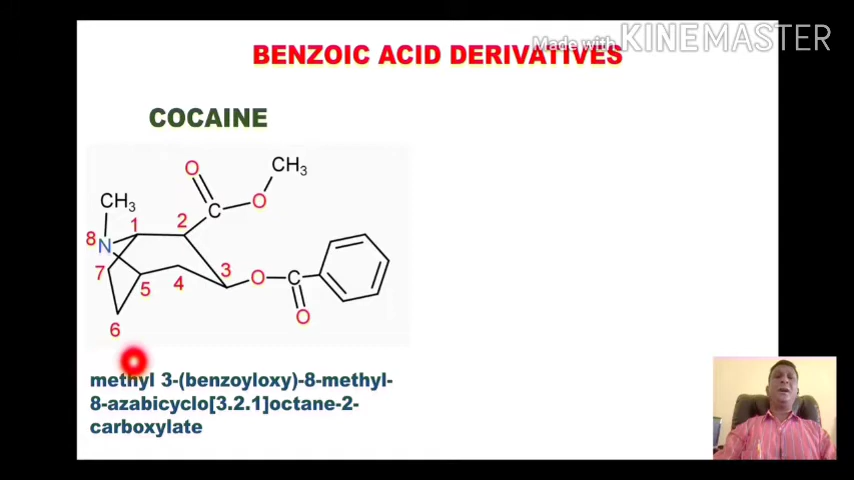 Made with KINEMASTER
BENZOIC ACID DERIVATIVES
COCAINE
O
CH3
CH3
C
O
1
2
8
N
7
3
O
C
5
4
O
6
methyl 3-(benzoyloxy)-8-methyl-
8-azabicyclo[3.2.1]octane-2-
carboxylate